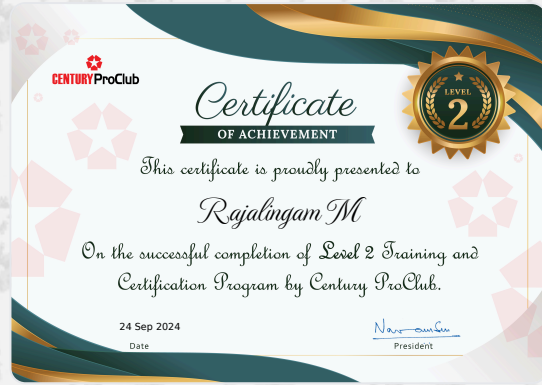 CENTURY ProClub
LEVEL
2
Certificate
OF ACHIEVEMENT
This certificate is proudly presented to
Rajalingam M
On the successful completion of Level 2 Training and
Certification Program by Century ProClub.
24 Sep 2024
Date
President